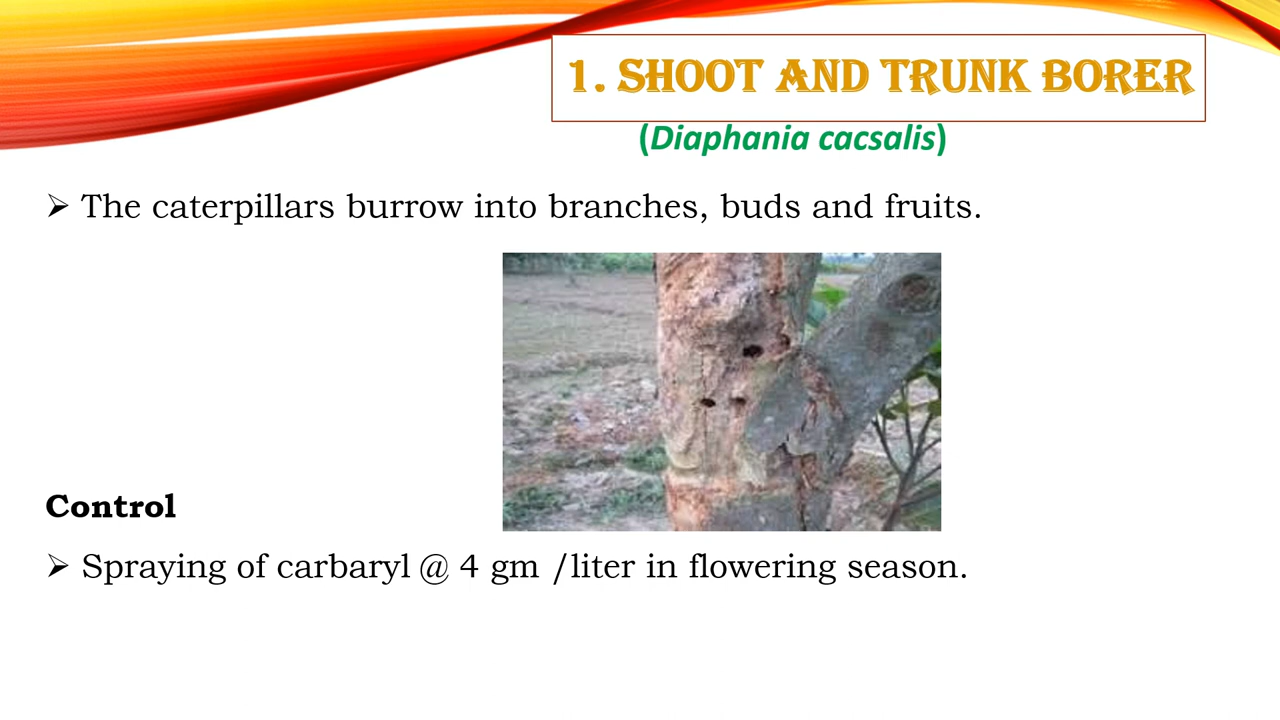 1. SHOOT AND TRUNK BORER
(Diaphania cacsalis)
➢ The caterpillars burrow into branches, buds and fruits.
Control
➢ Spraying of carbaryl @ 4 gm /liter in flowering season.